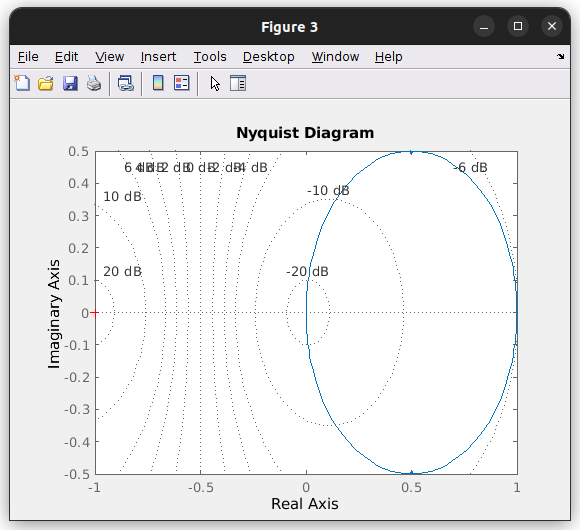 Figure 3
File Edit View Insert Tools Desktop Window Help
Nyquist Diagram
0.5
0.4
0.3
0.2
0.1
0
-0.1
-0.2
-0.3
-0.4
-0.5
Imaginary Axis
6 dB
2 dB
0 dB
-2 dB
-4 dB
-6 dB
10 dB
-10 dB
20 dB
-20 dB
-1 -0.5 0 0.5 1
Real Axis